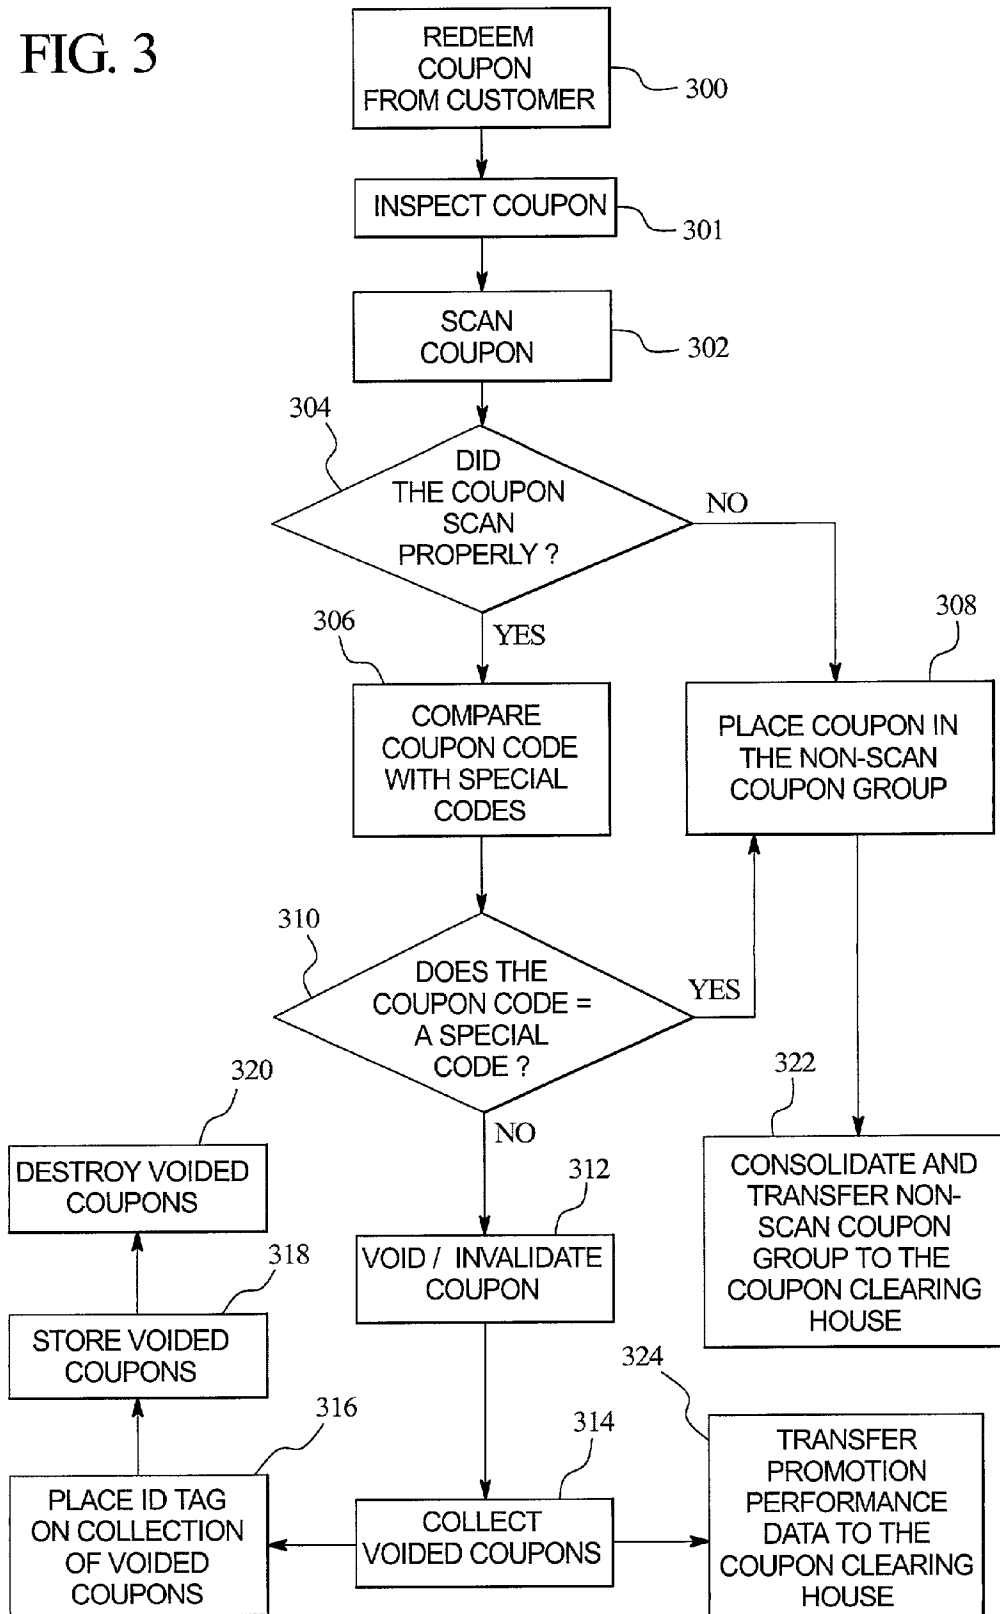 FIG. 3
REDEEM
COUPON
FROM CUSTOMER
300
INSPECT COUPON
301
SCAN
COUPON
302
304
DID
THE COUPON
SCAN
PROPERLY ?
NO
YES
306
308
COMPARE
COUPON CODE
WITH SPECIAL
CODES
PLACE COUPON IN
THE NON-SCAN
COUPON GROUP
310
DOES THE
COUPON CODE =
A SPECIAL
CODE ?
YES
NO
322
CONSOLIDATE AND
TRANSFER NON-
SCAN COUPON
GROUP TO THE
COUPON CLEARING
HOUSE
312
VOID / INVALIDATE
COUPON
320
DESTROY VOIDED
COUPONS
318
STORE VOIDED
COUPONS
316
PLACE ID TAG
ON COLLECTION
OF VOIDED
COUPONS
314
COLLECT
VOIDED COUPONS
324
TRANSFER
PROMOTION
PERFORMANCE
DATA TO THE
COUPON CLEARING
HOUSE